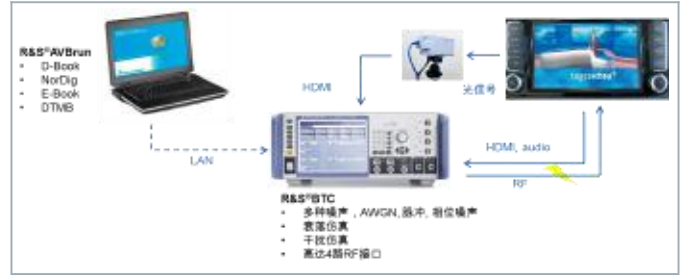 R&S®AVBrun
• D-Book
• NorDig
• E-Book
• DTMB
HDMI
光信号
LAN
HDMI, audio
RF
R&S®BTC
• 多种噪声，AWGN,脉冲, 相位噪声
• 衰落仿真
• 干扰仿真
• 高达4路RF接口